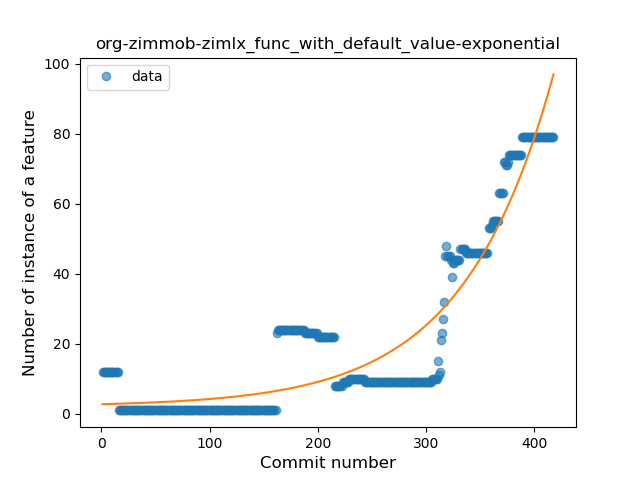 org-zimmob-zimlx_func_with_default_value-exponential
data
Number of instance of a feature
100
80
60
40
20
0
0 100 200 300 400
Commit number